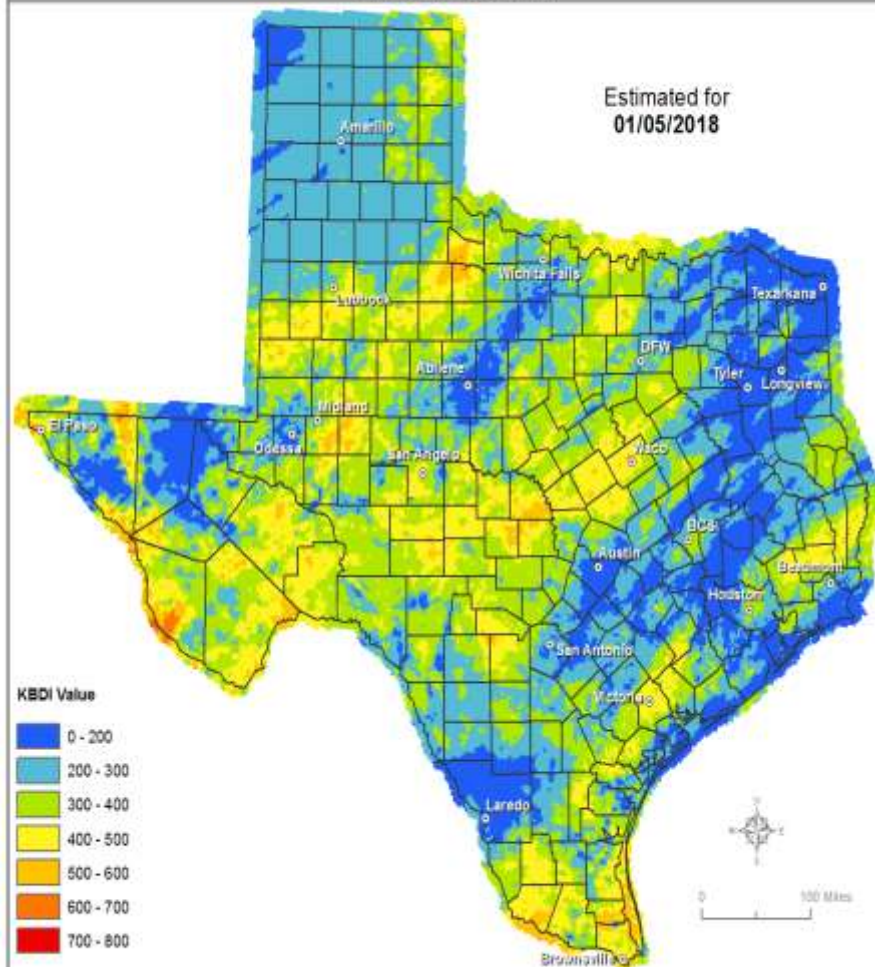 Estimated for
01/05/2018
Amarillo
Wichita Falls
Texarkana
Lubbock
DFW
Abilene
Tyler
Longview
El Paso
Midland
Odessa
San Angelo
Waco
BCS
Austin
Beaumont
Houston
San Antonio
Victoria
KBDI Value
0 - 200
200 - 300
300 - 400
400 - 500
500 - 600
600 - 700
700 - 800
Laredo
N
W E
S
0 100 Miles
Brownsville